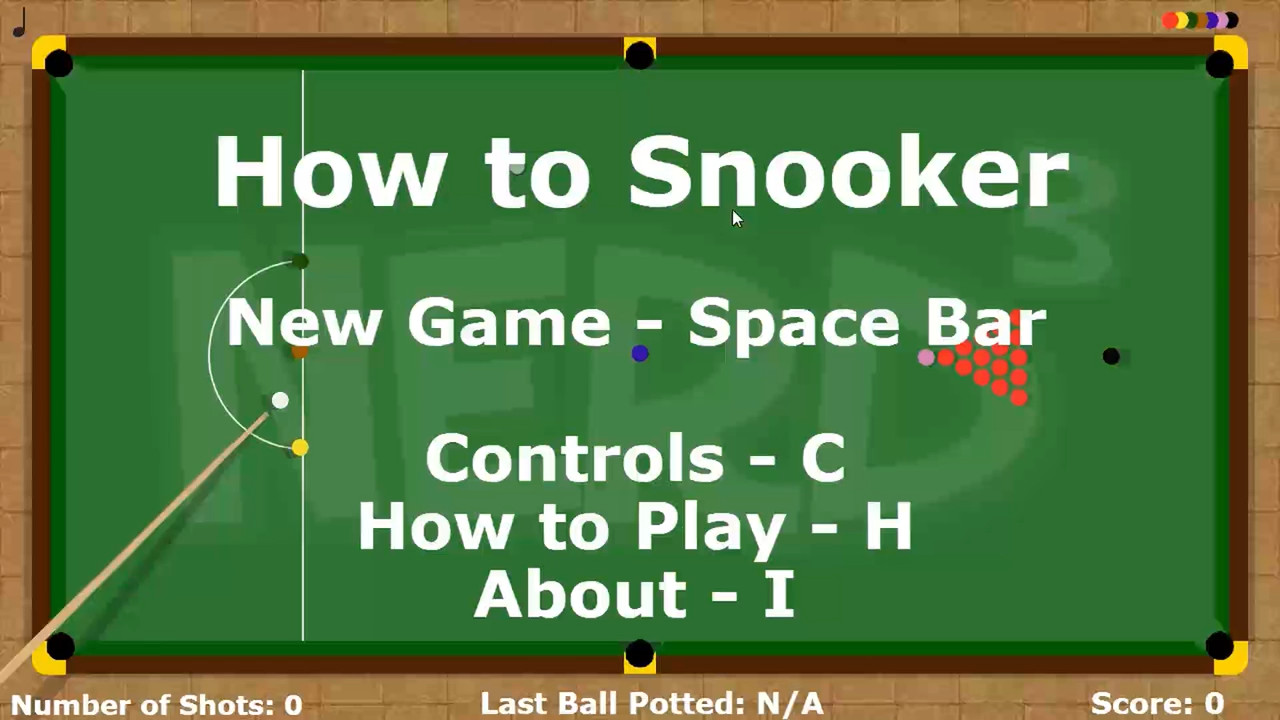 How to Snooker
NERD³
New Game - Space Bar
Controls - C
How to Play - H
About - I
Number of Shots: 0
Last Ball Potted: N/A
Score: 0